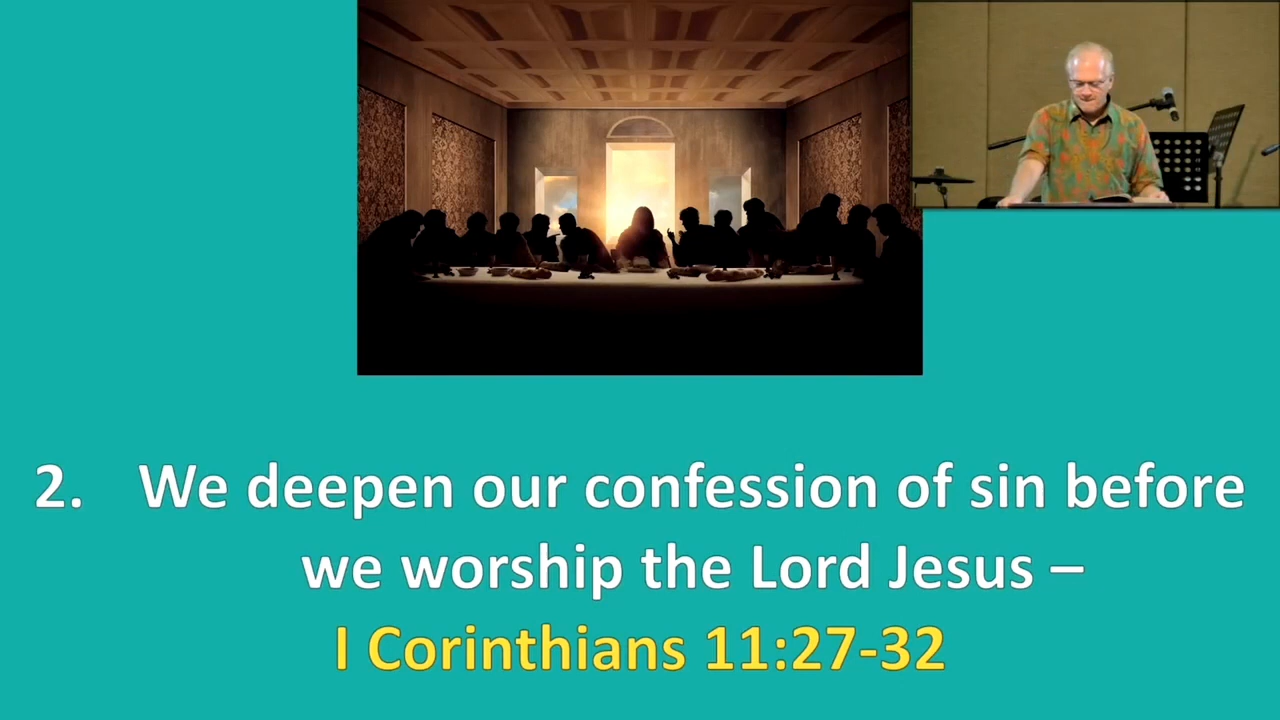 2. We deepen our confession of sin before
we worship the Lord Jesus –
I Corinthians 11:27-32